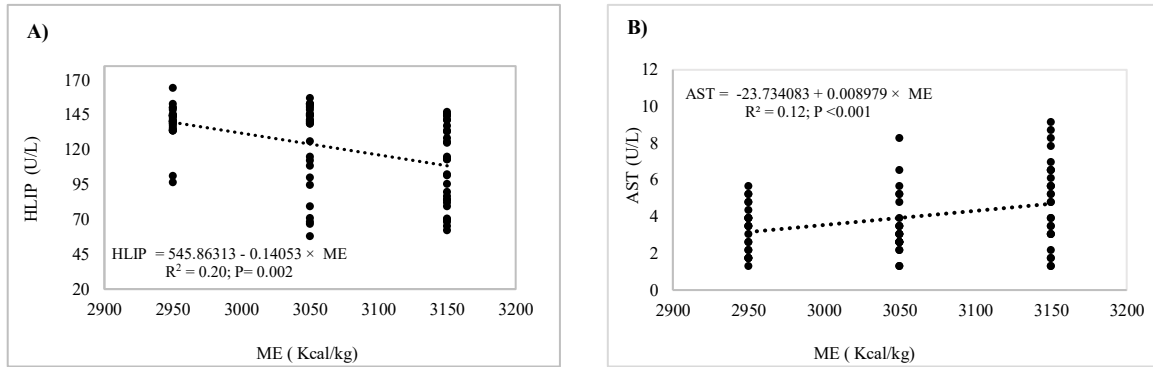 A)
170
145
120
95
70
45
20
HLIP (U/L)
HLIP = 545.86313 - 0.14053 × ME
R² = 0.20; P= 0.002
2900 2950 3000 3050 3100 3150 3200
ME ( Kcal/kg)
B)
12
10
8
6
4
2
0
AST (U/L)
AST = -23.734083 + 0.008979 × ME
R² = 0.12; P <0.001
2900 2950 3000 3050 3100 3150 3200
ME ( Kcal/kg)